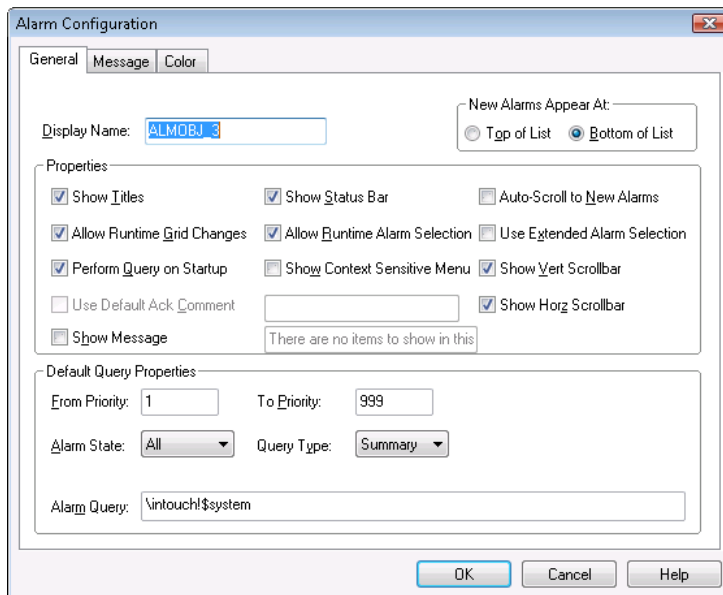 Alarm Configuration
General Message Color
New Alarms Appear At:
Display Name: ALMOBJ_3
Top of List Bottom of List
Properties
Show Titles Show Status Bar Auto-Scroll to New Alarms
Allow Runtime Grid Changes Allow Runtime Alarm Selection Use Extended Alarm Selection
Perform Query on Startup Show Context Sensitive Menu Show Vert Scrollbar
Use Default Ack Comment Show Horz Scrollbar
Show Message There are no items to show in this
Default Query Properties
From Priority: 1 To Priority: 999
Alarm State: All Query Type: Summary
Alarm Query: \intouch!$system
OK Cancel Help